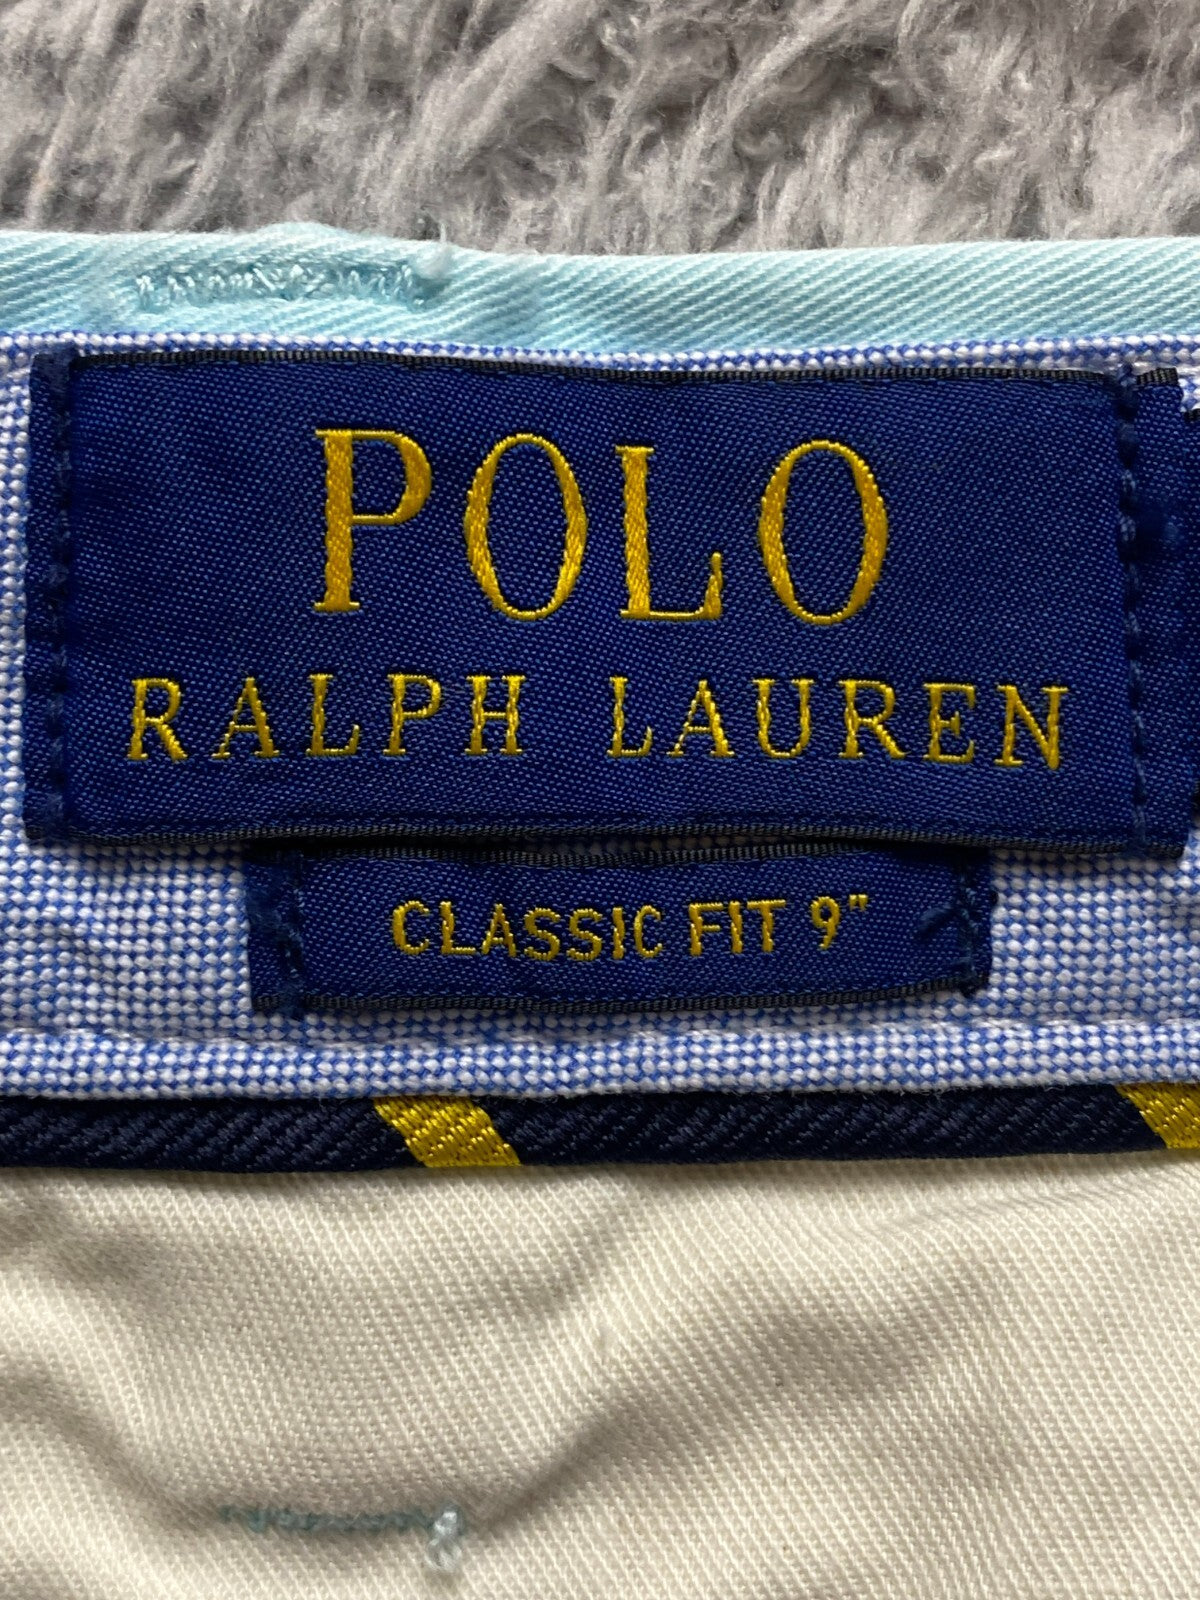 POLO
RALPH LAUREN
CLASSIC FIT 9"